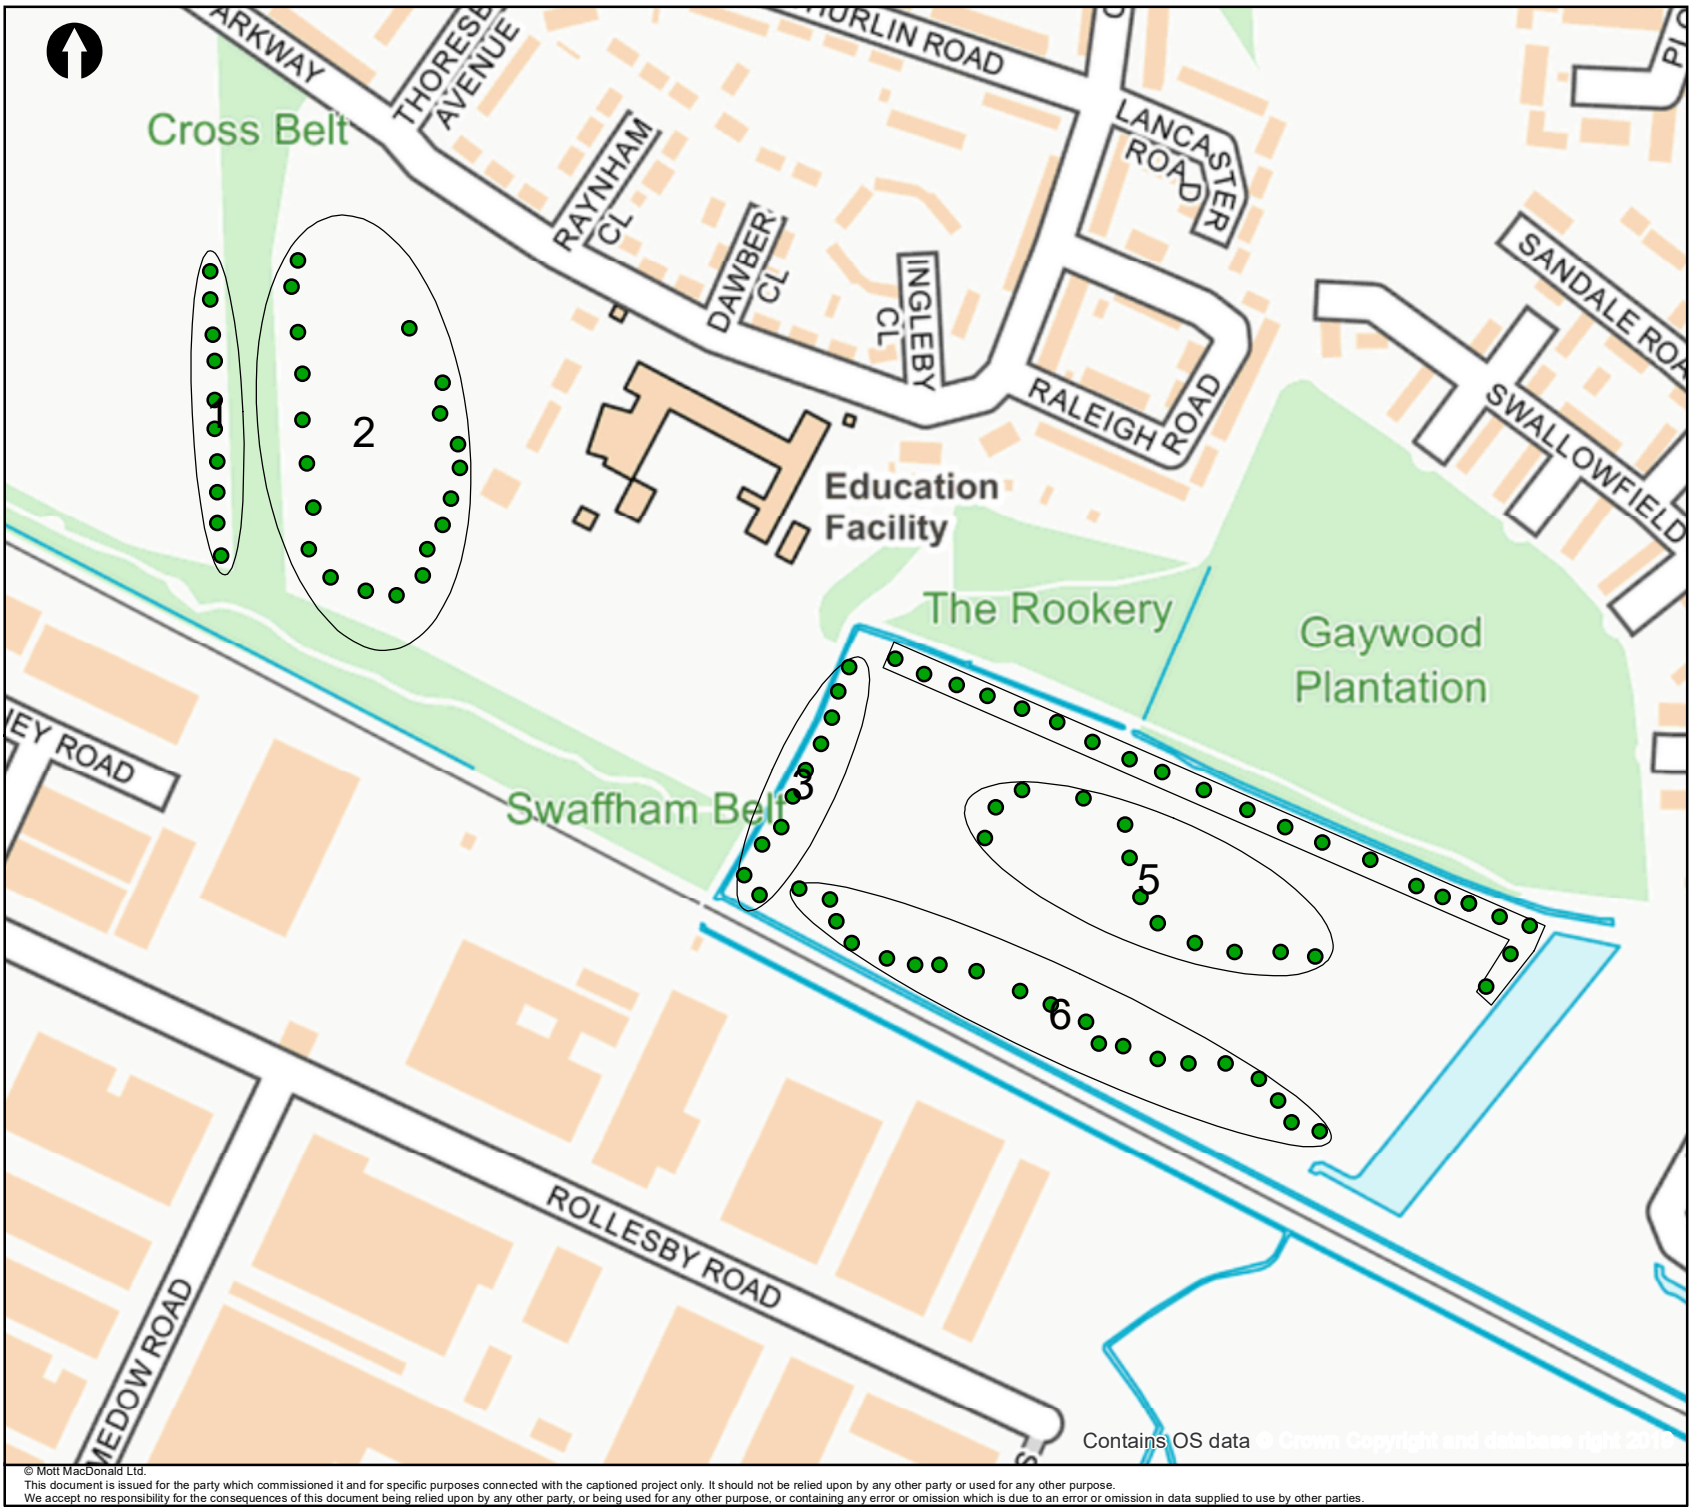 ARKWAY
THORESB
AVENUE
HURLIN ROAD
Cross Belt
RAYNHAM
CL
LANCASTER
ROAD
DAWBER
CL
INGLEBY
CL
RALEIGH
ROAD
SANDALE ROA
SWALLOWFIELD
1
2
Education
Facility
The Rookery
Gaywood
Plantation
NEY ROAD
Swaffham Belt
3
5
6
ROLLESBY ROAD
MEDOW ROAD
Contains OS data © Crown Copyright and database right
© Mott MacDonald Ltd.
This document is issued for the party which commissioned it and for specific purposes connected with the captioned project only. It should not be relied upon by any other party or used for any other purpose.
We accept no responsibility for the consequences of this document being relied upon by any other party, or being used for any other purpose, or containing any error or omission which is due to an error or omission in data supplied to use by other parties.